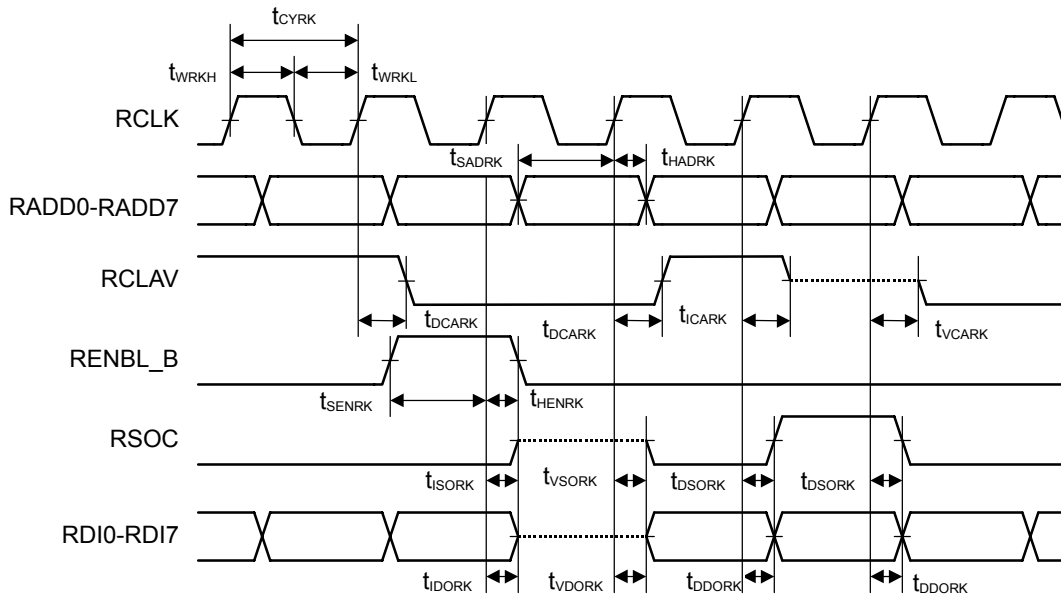 tCYRK
tWRKH tWRKL
RCLK
tSADRK tHADRK
RADD0-RADD7
RCLAV
tDCARK tDCARK tICARK tVCARK
RENBL_B
tSENRK tHENRK
RSOC
tISORK tVSORK tDSORK tDSORK
RDI0-RDI7
tIDORK tVDORK tDDORK tDDORK